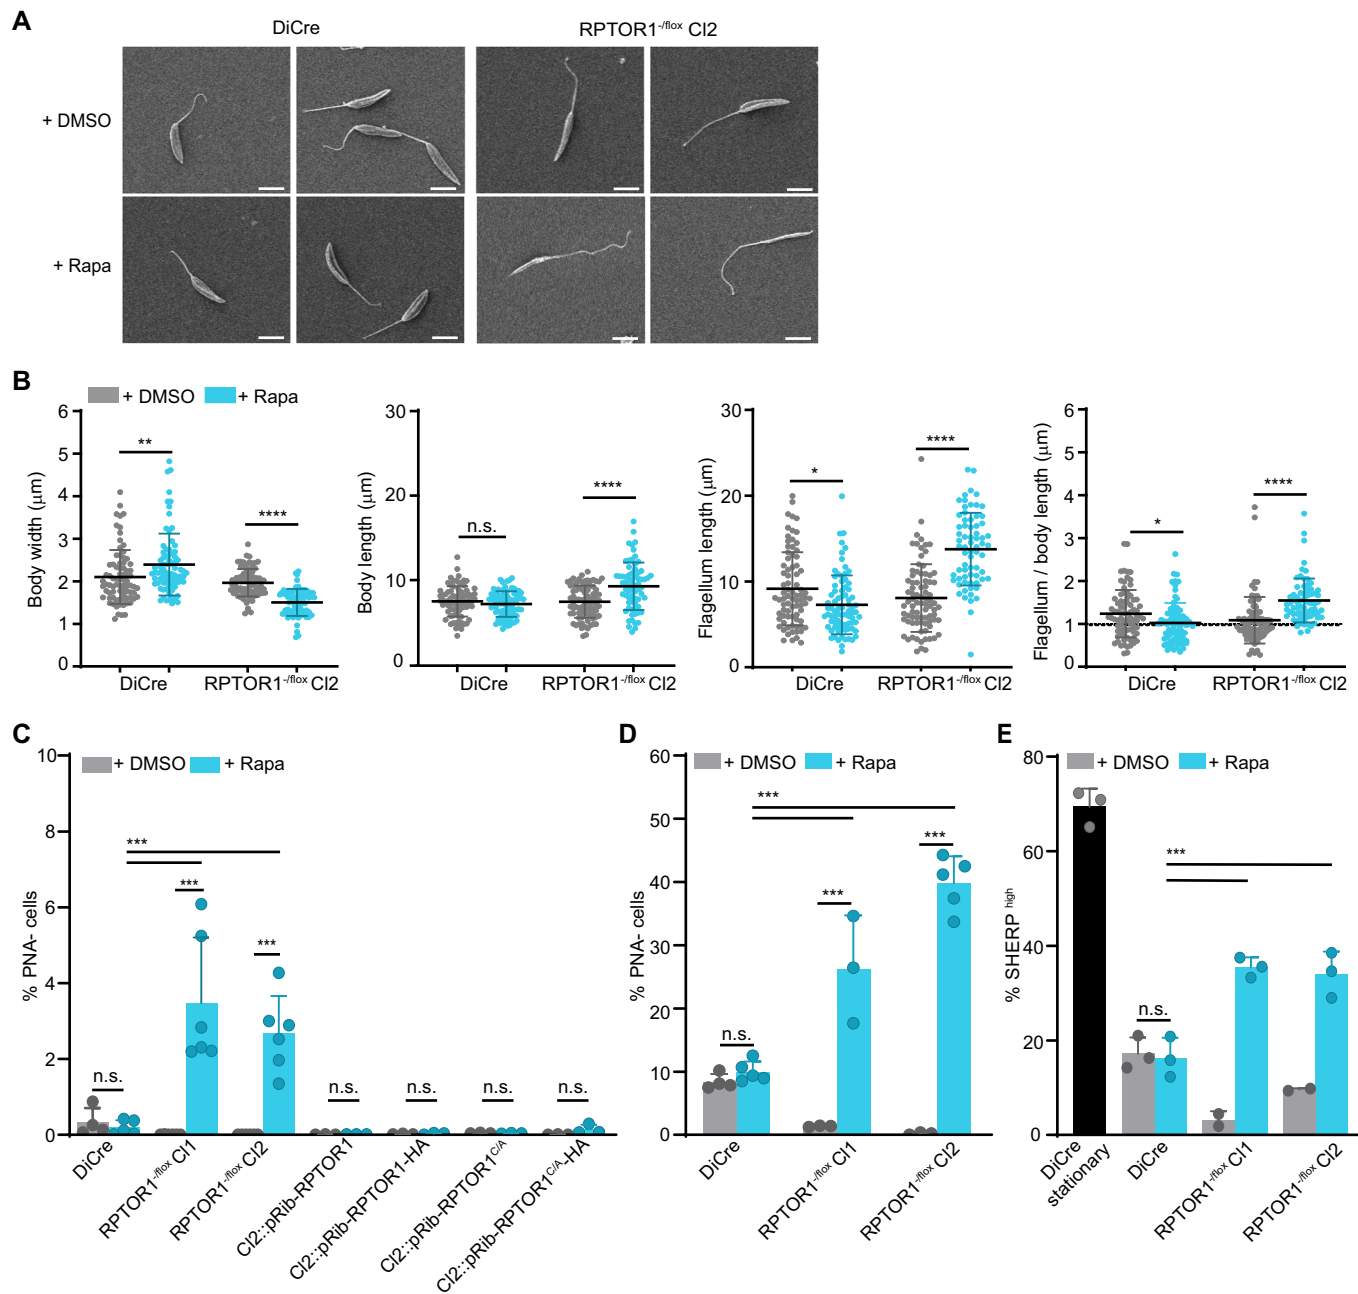 A
DiCre
RPTOR1-/flox Cl2
+ DMSO
+ Rapa
B
+ DMSO
+ Rapa
6
5
4
3
2
1
0
Body width (μm)
**
****
DiCre
RPTOR1-/flox Cl2
30
20
10
0
Body length (μm)
n.s.
****
DiCre
RPTOR1-/flox Cl2
30
20
10
0
Flagellum length (μm)
*
****
DiCre
RPTOR1-/flox Cl2
6
5
4
3
2
1
0
Flagellum / body length (μm)
*
****
DiCre
RPTOR1-/flox Cl2
C
+ DMSO
+ Rapa
10
8
6
4
2
0
% PNA- cells
n.s.
***
***
***
n.s.
n.s.
n.s.
n.s.
DiCre
RPTOR1-/flox Cl1
RPTOR1-/flox Cl2
Cl2::pRib-RPTOR1
Cl2::pRib-RPTOR1-HA
Cl2::pRib-RPTOR1C/A
Cl2::pRib-RPTOR1C/A-HA
D
+ DMSO
+ Rapa
60
50
40
30
20
10
0
% PNA- cells
n.s.
***
***
***
DiCre
RPTOR1-/flox Cl1
RPTOR1-/flox Cl2
E
+ DMSO
+ Rapa
80
60
40
20
0
% SHERP high
n.s.
***
DiCre
stationary
DiCre
RPTOR1-/flox Cl1
RPTOR1-/flox Cl2